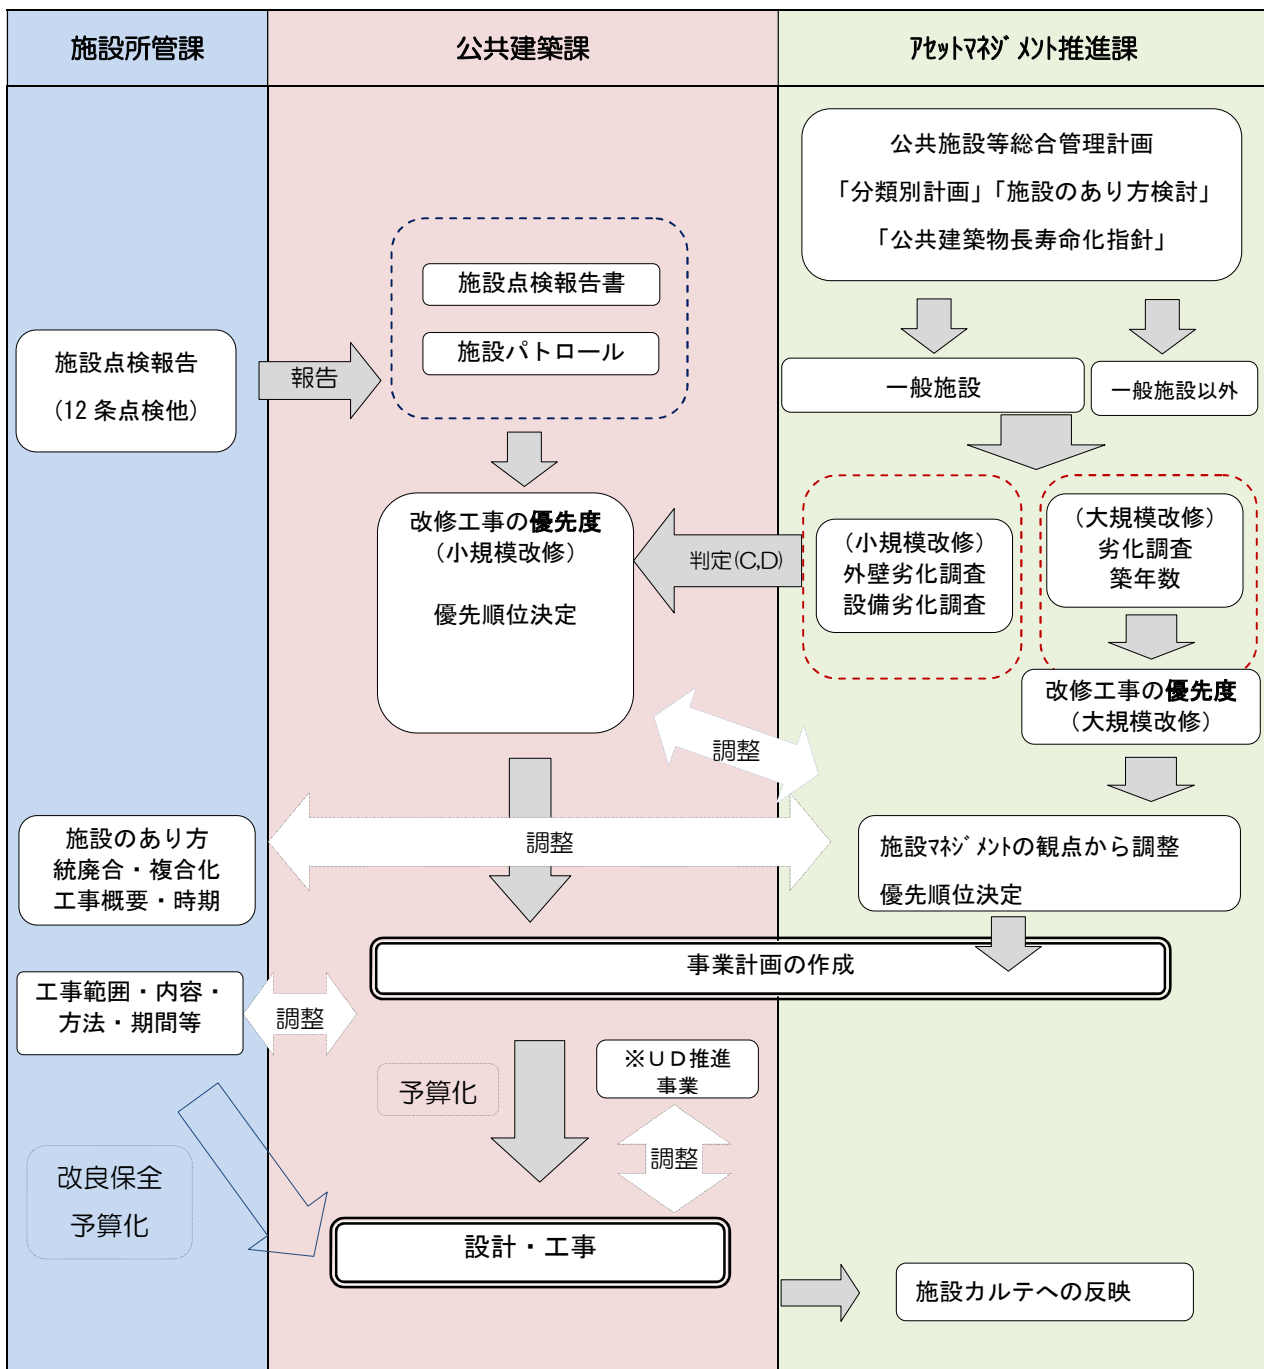 施設所管課
公共建築課
ｱｾｯﾄﾏﾈｼﾞﾒﾝﾄ推進課
公共施設等総合管理計画
「分類別計画」「施設のあり方検討」
「公共建築物長寿命化指針」
施設点検報告書
施設パトロール
施設点検報告
(12 条点検他)
報告
一般施設
一般施設以外
改修工事の優先度
(小規模改修)
優先順位決定
判定(C,D)
(小規模改修)
外壁劣化調査
設備劣化調査
(大規模改修)
劣化調査
築年数
改修工事の優先度
(大規模改修)
調整
施設のあり方
統廃合・複合化
工事概要・時期
調整
施設ﾏﾈｼﾞﾒﾝﾄの観点から調整
優先順位決定
事業計画の作成
工事範囲・内容・
方法・期間等
調整
予算化
※ＵＤ推進
事業
調整
改良保全
予算化
設計・工事
施設カルテへの反映